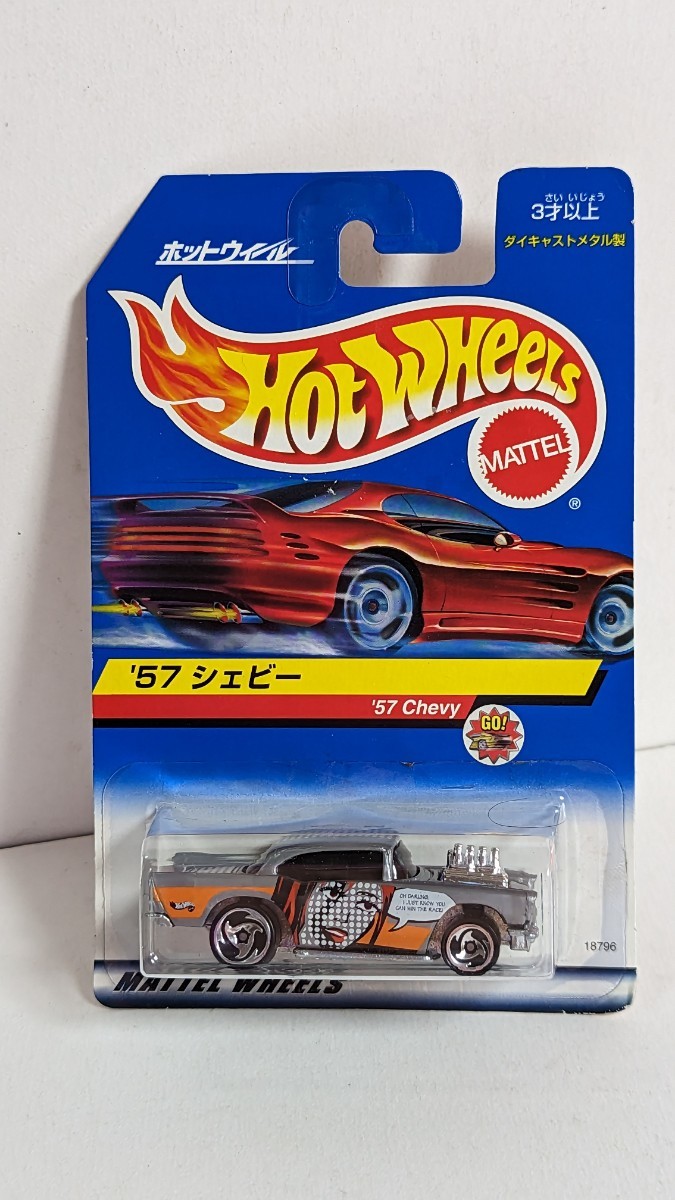 さい いじょう
3才以上
ホットウィール
ダイキャストメタル製
HOT WHEELS
MATTEL
®
'57 シェビー
'57 Chevy
GO!
OH DARLING,
I JUST KNOW YOU
CAN WIN THE RACE!
18796
MATTEL WHEELS